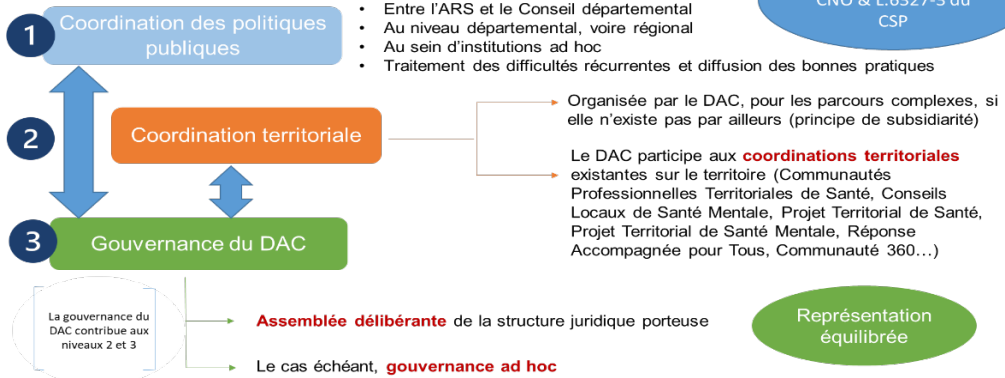 1
Coordination des politiques
publiques
• Entre l'ARS et le Conseil départemental
• Au niveau départemental, voire régional
• Au sein d'institutions ad hoc
• Traitement des difficultés récurrentes et diffusion des bonnes pratiques
CNO & L.6327-3 du
CSP
2
Coordination territoriale
Organisée par le DAC, pour les parcours complexes, si
elle n'existe pas par ailleurs (principe de subsidiarité)
Le DAC participe aux coordinations territoriales
existantes sur le territoire (Communautés
Professionnelles Territoriales de Santé, Conseils
Locaux de Santé Mentale, Projet Territorial de Santé,
Projet Territorial de Santé Mentale, Réponse
Accompagnée pour Tous, Communauté 360...)
3
Gouvernance du DAC
La gouvernance du
DAC contribue aux
niveaux 2 et 3
Assemblée délibérante de la structure juridique porteuse
Le cas échéant, gouvernance ad hoc
Représentation
équilibrée